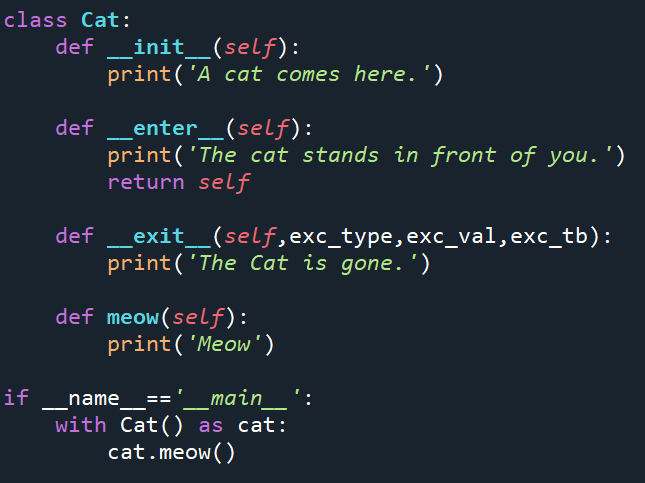 class Cat:
    def __init__(self):
        print('A cat comes here.')
    def __enter__(self):
        print('The cat stands in front of you.')
        return self
    def __exit__(self,exc_type,exc_val,exc_tb):
        print('The Cat is gone.')
    def meow(self):
        print('Meow')
if __name__=='__main__':
    with Cat() as cat:
        cat.meow()